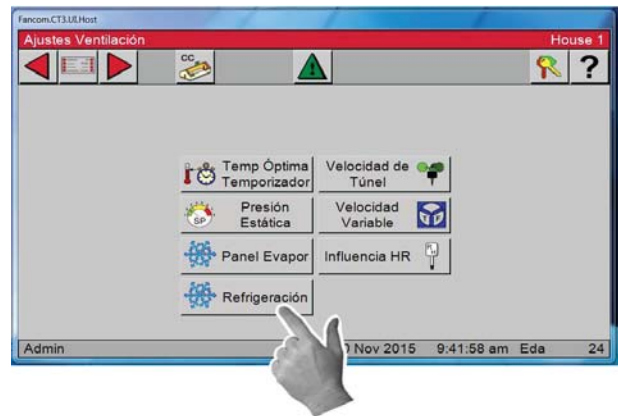 Fancom.CT3.UI.Host
Ajustes Ventilación
House 1
CC
?
Temp Óptima
Temporizador
Velocidad de
Túnel
SP
Presión
Estática
Velocidad
Variable
Panel Evapor
Influencia HR
Refrigeración
Admin
Nov 2015
9:41:58 am
Eda
24